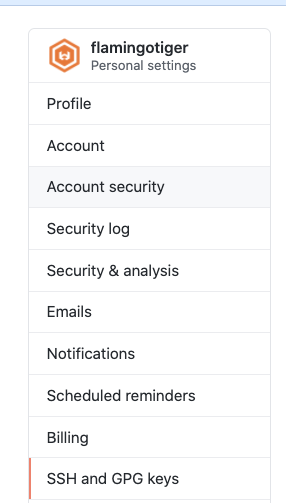 flamingotiger
Personal settings
Profile
Account
Account security
Security log
Security & analysis
Emails
Notifications
Scheduled reminders
Billing
SSH and GPG keys